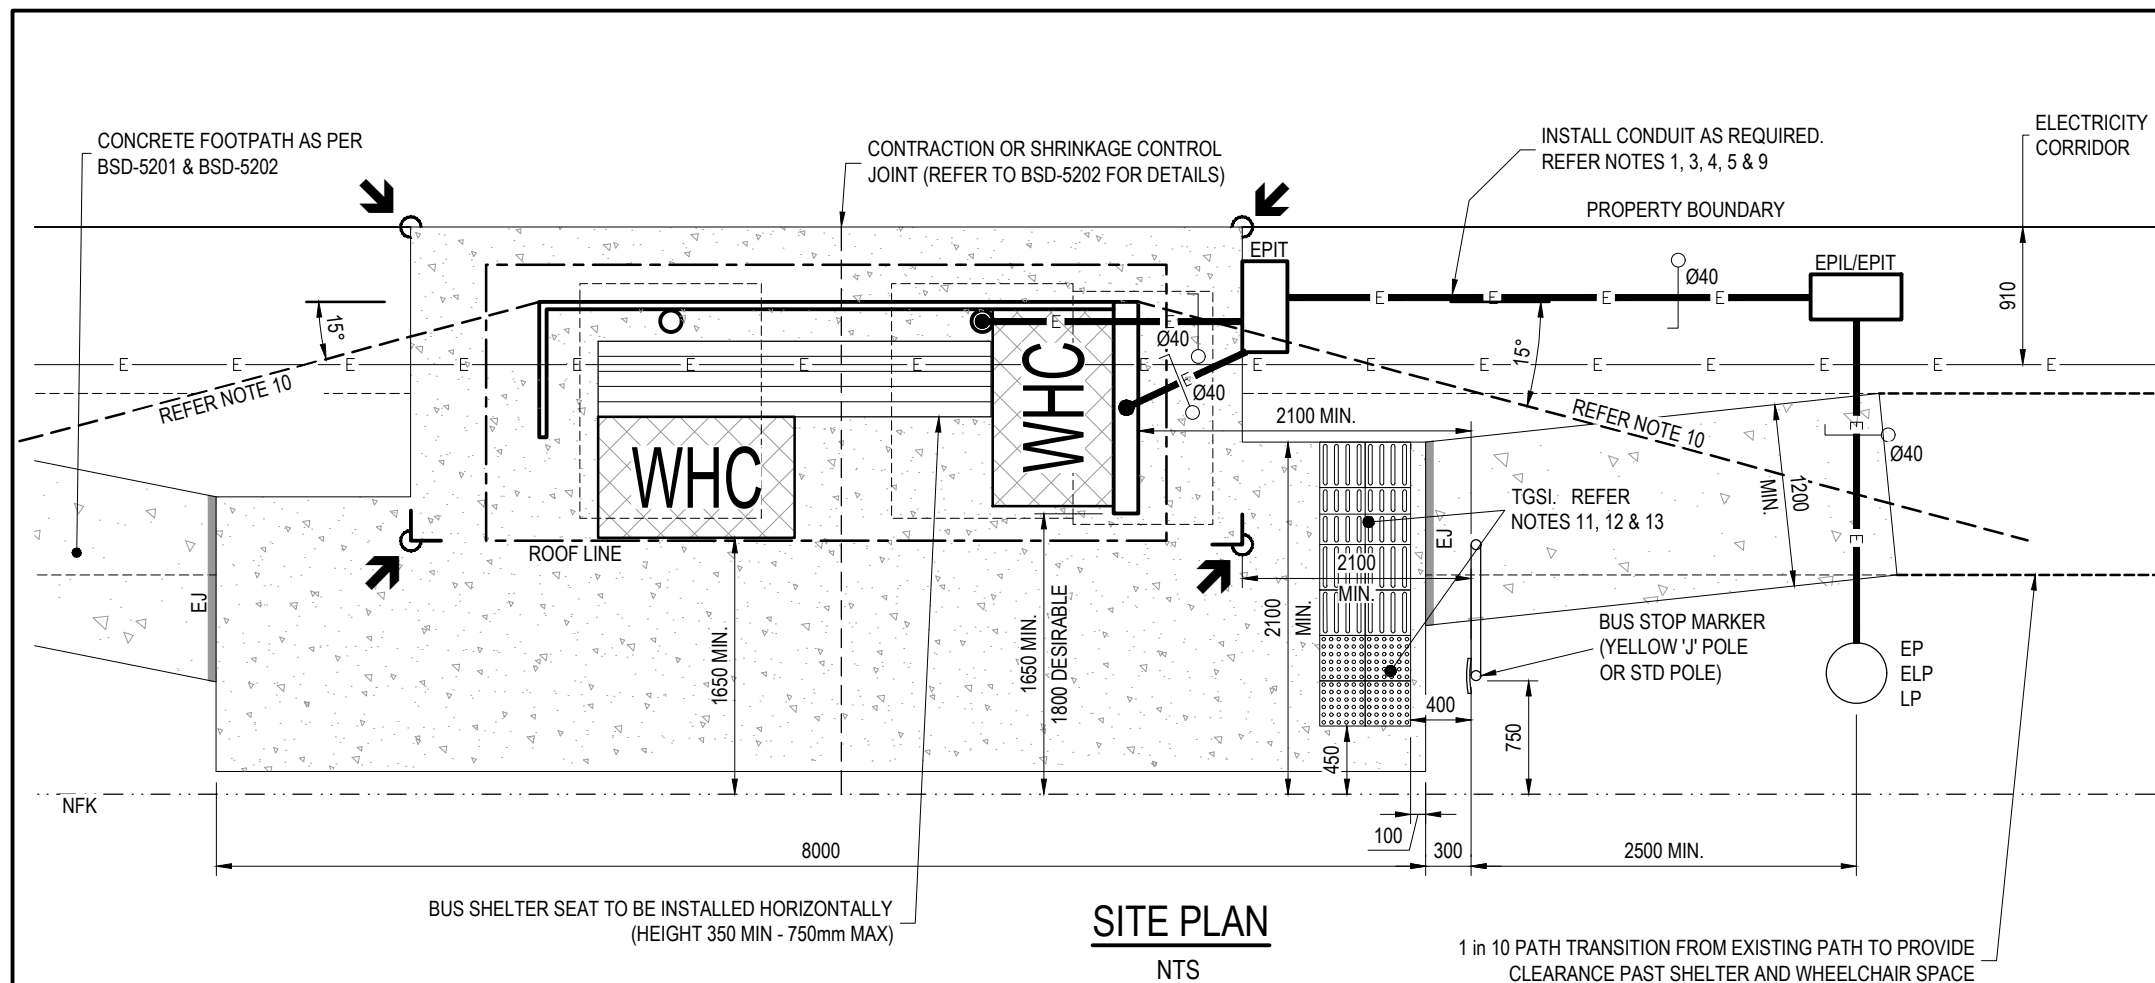 CONCRETE FOOTPATH AS PER
BSD-5201 & BSD-5202
CONTRACTION OR SHRINKAGE CONTROL
JOINT (REFER TO BSD-5202 FOR DETAILS)
INSTALL CONDUIT AS REQUIRED.
REFER NOTES 1, 3, 4, 5 & 9
ELECTRICITY
CORRIDOR
PROPERTY BOUNDARY
EPIT
EPIL/EPIT
Ø40
910
15°
E
E
E
E
E
E
Ø40
E
Ø40
15°
E E E E E E E E E E E E E E E E E E
REFER NOTE 10
REFER NOTE 10
WHC
WHC
2100 MIN.
E
Ø40
E
1200
MIN.
TGSI. REFER
NOTES 11, 12 & 13
ROOF LINE
EJ
EJ
2100
MIN.
2100
MIN.
1650 MIN.
1650 MIN.
1800 DESIRABLE
BUS STOP MARKER
(YELLOW 'J' POLE
OR STD POLE)
EP
ELP
LP
400
450
750
NFK
100
8000
300
2500 MIN.
BUS SHELTER SEAT TO BE INSTALLED HORIZONTALLY
(HEIGHT 350 MIN - 750mm MAX)
SITE PLAN
NTS
1 in 10 PATH TRANSITION FROM EXISTING PATH TO PROVIDE
CLEARANCE PAST SHELTER AND WHEELCHAIR SPACE